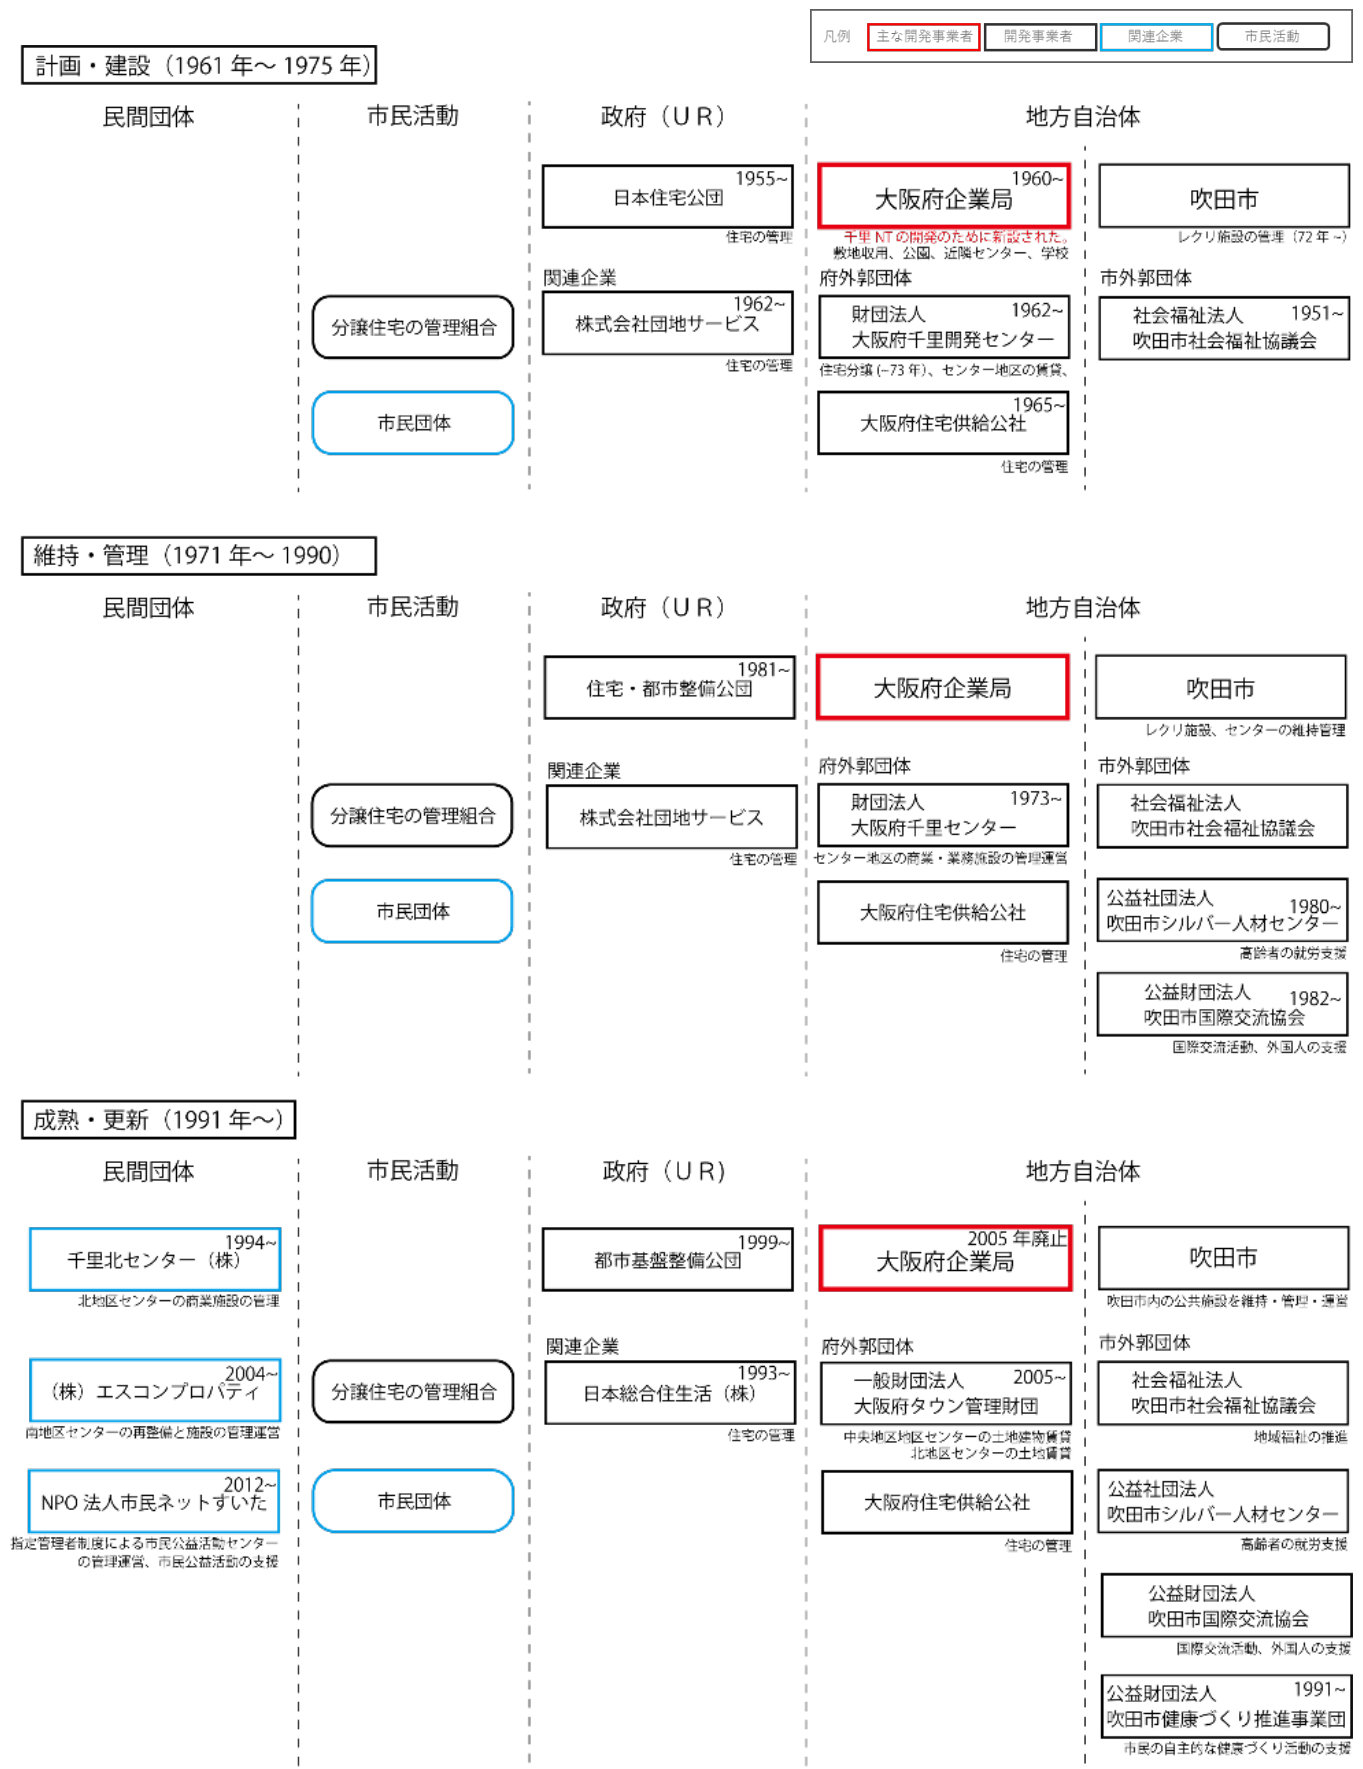 凡例 主な開発事業者 開発事業者 関連企業 市民活動
計画・建設（1961 年～ 1975 年）
民間団体 市民活動 政府（ＵＲ） 地方自治体
1955~
日本住宅公団
住宅の管理
1960~
大阪府企業局
千里 NT の開発のために新設された。
敷地収用、公園、近隣センター、学校
吹田市
レクリ施設の管理（72 年 ~）
分譲住宅の管理組合
市民団体
関連企業
1962~
株式会社団地サービス
住宅の管理
府外郭団体
財団法人 1962~
大阪府千里開発センター
住宅分譲 (~73 年)、センター地区の賃貸、
1965~
大阪府住宅供給公社
住宅の管理
市外郭団体
社会福祉法人 1951~
吹田市社会福祉協議会
維持・管理（1971 年～ 1990）
民間団体 市民活動 政府（ＵＲ） 地方自治体
1981~
住宅・都市整備公団
大阪府企業局
吹田市
レクリ施設、センターの維持管理
分譲住宅の管理組合
市民団体
関連企業
株式会社団地サービス
住宅の管理
府外郭団体
財団法人 1973~
大阪府千里センター
センター地区の商業・業務施設の管理運営
大阪府住宅供給公社
住宅の管理
市外郭団体
社会福祉法人
吹田市社会福祉協議会
公益社団法人 1980~
吹田市シルバー人材センター
高齢者の就労支援
公益財団法人 1982~
吹田市国際交流協会
国際交流活動、外国人の支援
成熟・更新（1991 年～）
民間団体 市民活動 政府（ＵＲ） 地方自治体
1994~
千里北センター（株）
北地区センターの商業施設の管理
2004~
（株）エスコンプロパティ
南地区センターの再整備と施設の管理運営
2012~
NPO 法人市民ネットすいた
指定管理者制度による市民公益活動センター
の管理運営、市民公益活動の支援
分譲住宅の管理組合
市民団体
1999~
都市基盤整備公団
関連企業
1993~
日本総合住生活（株）
住宅の管理
2005 年廃止
大阪府企業局
府外郭団体
一般財団法人 2005~
大阪府タウン管理財団
中央地区地区センターの土地建物賃貸
北地区センターの土地賃貸
大阪府住宅供給公社
住宅の管理
吹田市
吹田市内の公共施設を維持・管理・運営
市外郭団体
社会福祉法人
吹田市社会福祉協議会
地域福祉の推進
公益社団法人
吹田市シルバー人材センター
高齢者の就労支援
公益財団法人
吹田市国際交流協会
国際交流活動、外国人の支援
公益財団法人 1991~
吹田市健康づくり推進事業団
市民の自主的な健康づくり活動の支援